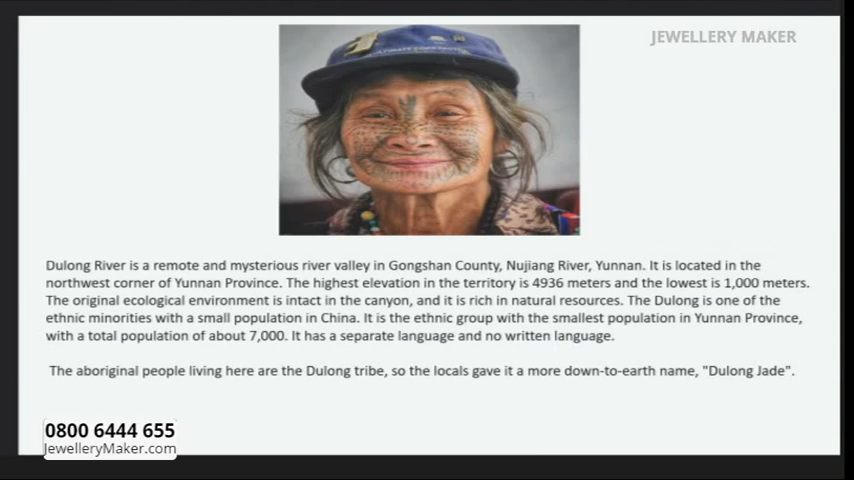 JEWELLERY MAKER
Dulong River is a remote and mysterious river valley in Gongshan County, Nujiang River, Yunnan. It is located in the
northwest corner of Yunnan Province. The highest elevation in the territory is 4936 meters and the lowest is 1,000 meters.
The original ecological environment is intact in the canyon, and it is rich in natural resources. The Dulong is one of the
ethnic minorities with a small population in China. It is the ethnic group with the smallest population in Yunnan Province,
with a total population of about 7,000. It has a separate language and no written language.
The aboriginal people living here are the Dulong tribe, so the locals gave it a more down-to-earth name, "Dulong Jade".
0800 6444 655
JewelleryMaker.com